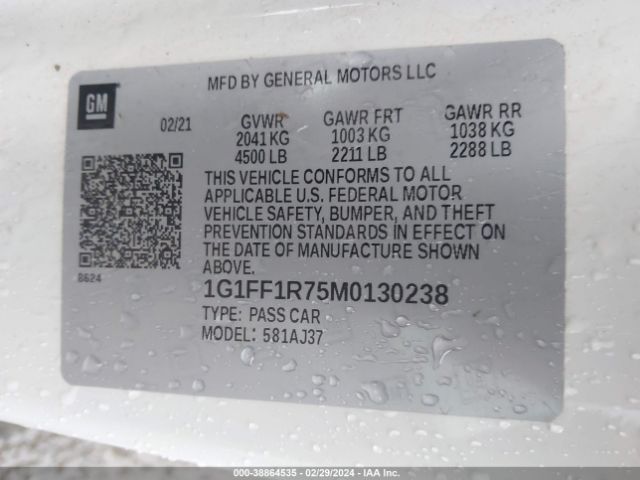 MFD BY GENERAL MOTORS LLC
GM
02/21 GVWR GAWR FRT GAWR RR
2041 KG 1003 KG 1038 KG
4500 LB 2211 LB 2288 LB
THIS VEHICLE CONFORMS TO ALL
APPLICABLE U.S. FEDERAL MOTOR
VEHICLE SAFETY, BUMPER, AND THEFT
PREVENTION STANDARDS IN EFFECT ON
THE DATE OF MANUFACTURE SHOWN
ABOVE.
8624
1G1FF1R75M0130238
TYPE: PASS CAR
MODEL: 581AJ37
000-38864535 - 02/29/2024 - IAA Inc.